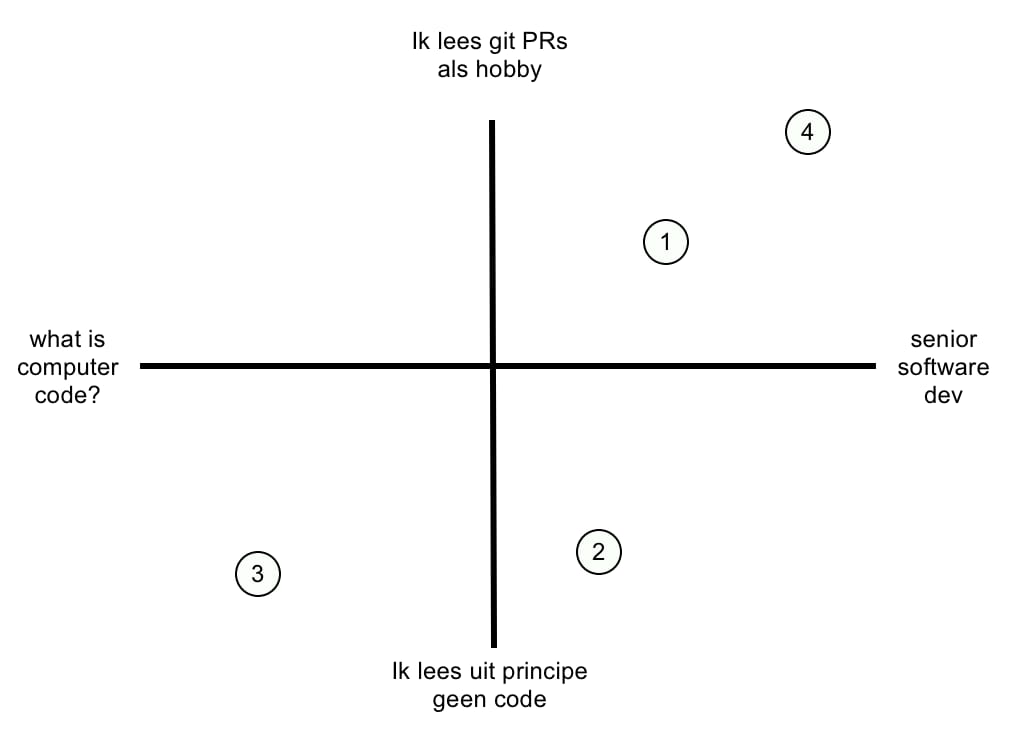 Ik lees git PRs
als hobby
4
1
what is
computer
code?
senior
software
dev
2
3
Ik lees uit principe
geen code